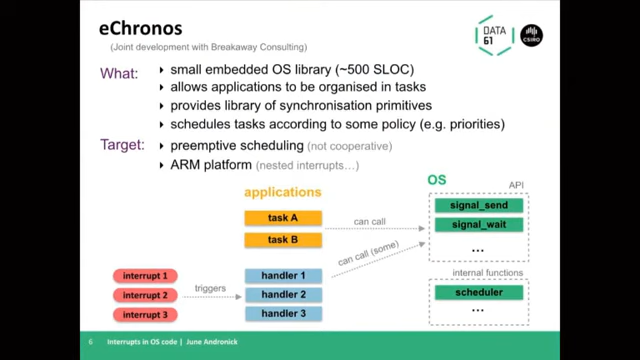 eChronos
(Joint development with Breakaway Consulting)
DATA
61
CSIRO
What:
‣ small embedded OS library (~500 SLOC)
‣ allows applications to be organised in tasks
‣ provides library of synchronisation primitives
‣ schedules tasks according to some policy (e.g. priorities)
Target:
‣ preemptive scheduling (not cooperative)
‣ ARM platform (nested interrupts…)
applications
OS
API
task A
task B
can call
signal_send
signal_wait
…
can call (some)
interrupt 1
interrupt 2
interrupt 3
triggers
handler 1
handler 2
handler 3
internal functions
scheduler
…
6 Interrupts in OS code | June Andronick